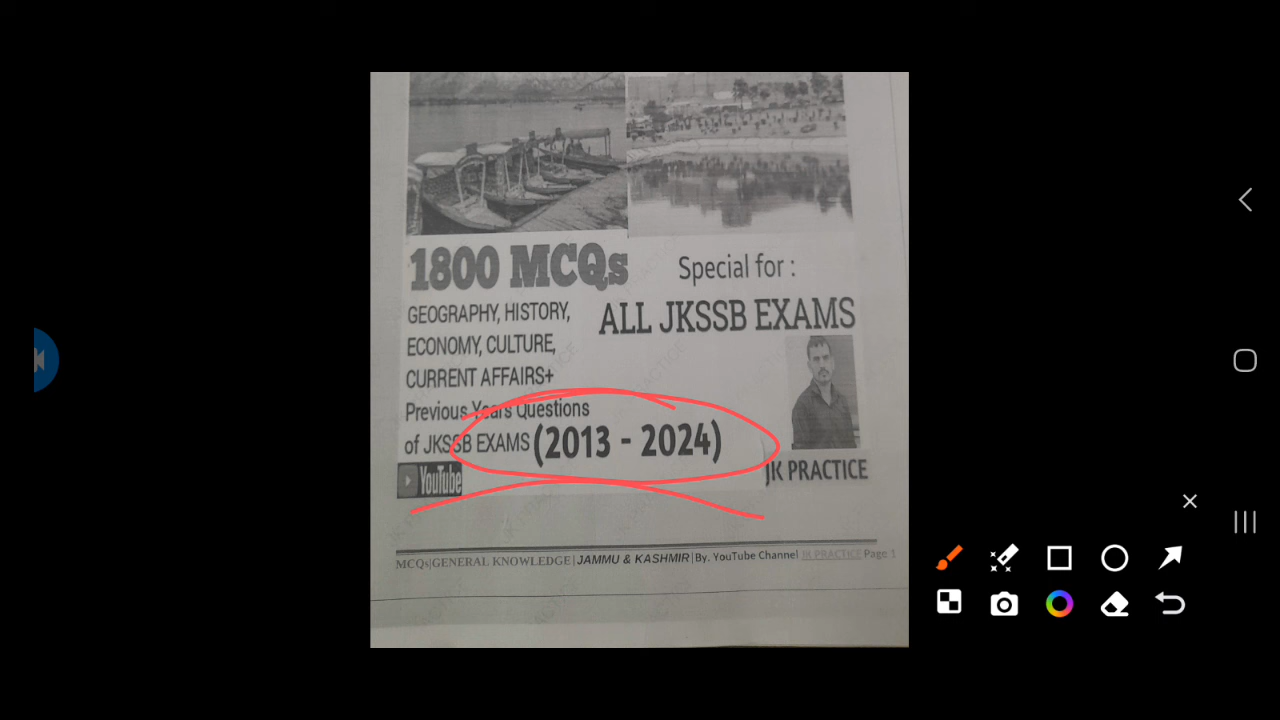 1800 MCQs
GEOGRAPHY, HISTORY,
ECONOMY, CULTURE,
CURRENT AFFAIRS+
Previous Years Questions
of JKSSB EXAMS (2013 - 2024)
YouTube
Special for :
ALL JKSSB EXAMS
JK PRACTICE
MCQs|GENERAL KNOWLEDGE|JAMMU & KASHMIR|By. YouTube Channel JK PRACTICE Page 1